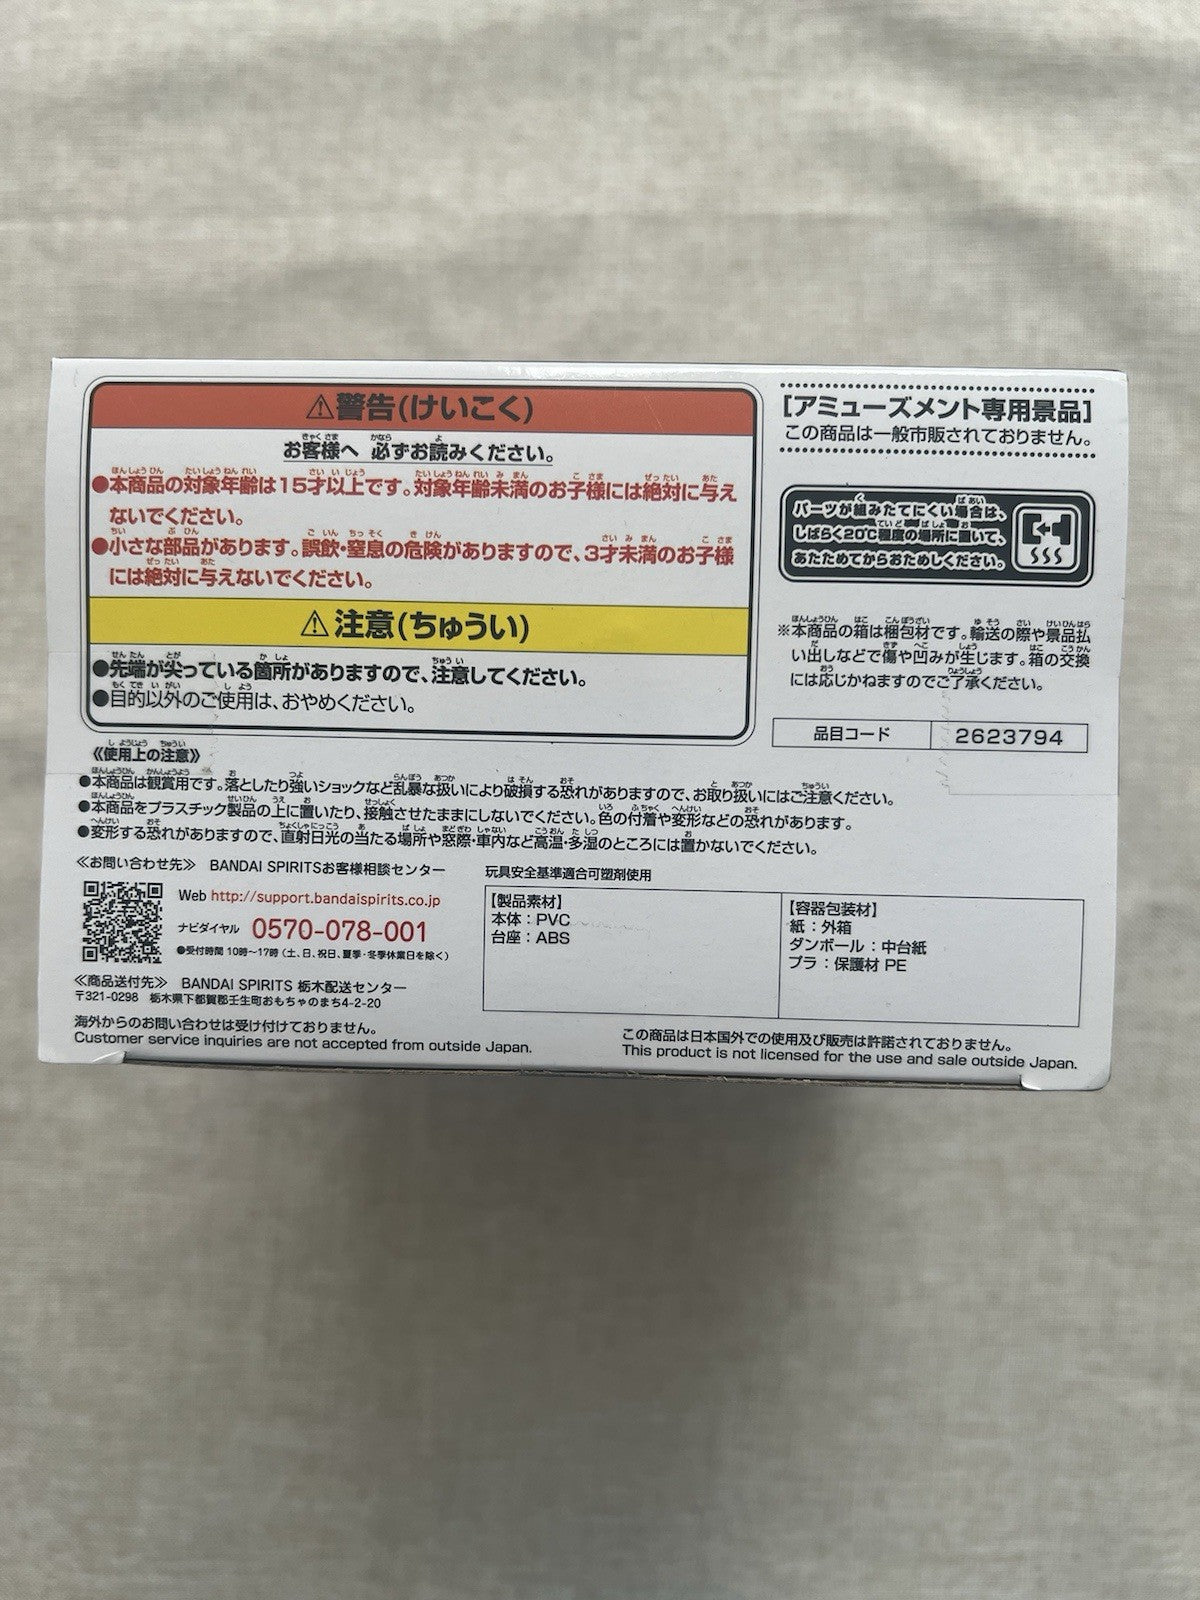 ⚠警告(けいこく)
お客様へ 必ずお読みください。
●本商品の対象年齢は15才以上です。対象年齢未満のお子様には絶対に与え
ないでください。
●小さな部品があります。誤飲・窒息の危険がありますので、3才未満のお子様
には絶対に与えないでください。
⚠注意(ちゅうい)
●先端が尖っている箇所がありますので、注意してください。
●目的以外のご使用は、おやめください。
[アミューズメント専用景品]
この商品は一般市販されておりません。
パーツが組みたてにくい場合は、
しばらく20℃程度の場所に置いて、
あたためてからおためしください。
※本商品の箱は梱包材です。輸送の際や景品払
い出しなどで傷や凹みが生じます。箱の交換
には応じかねますのでご了承ください。
品目コード 2623794
《使用上の注意》
●本商品は観賞用です。落としたり強いショックなど乱暴な扱いにより破損する恐れがありますので、お取り扱いにはご注意ください。
●本商品をプラスチック製品の上に置いたり、接触させたままにしないでください。色の付着や変形などの恐れがあります。
●変形する恐れがありますので、直射日光の当たる場所や窓際・車内など高温・多湿のところには置かないでください。
≪お問い合わせ先≫ BANDAI SPIRITSお客様相談センター
Web http://support.bandaispirits.co.jp
ナビダイヤル 0570-078-001
●受付時間 10時〜17時(土、日、祝日、夏季・冬季休業日を除く)
≪商品送付先≫ BANDAI SPIRITS 栃木配送センター
〒321-0298 栃木県下都賀郡壬生町おもちゃのまち4-2-20
海外からのお問い合わせは受け付けておりません。
Customer service inquiries are not accepted from outside Japan.
玩具安全基準適合可塑剤使用
【製品素材】
本体：PVC
台座：ABS
【容器包装材】
紙：外箱
ダンボール：中台紙
プラ：保護材 PE
この商品は日本国外での使用及び販売は許諾されておりません。
This product is not licensed for the use and sale outside Japan.